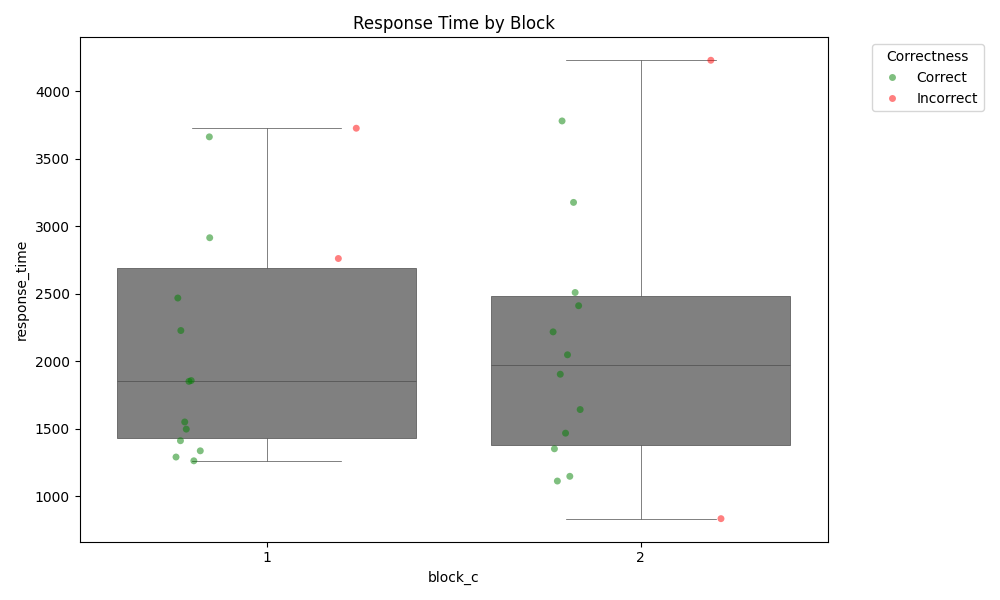 Response Time by Block
Correctness
Correct
Incorrect
4000
3500
3000
2500
2000
1500
1000
response_time
1
2
block_c